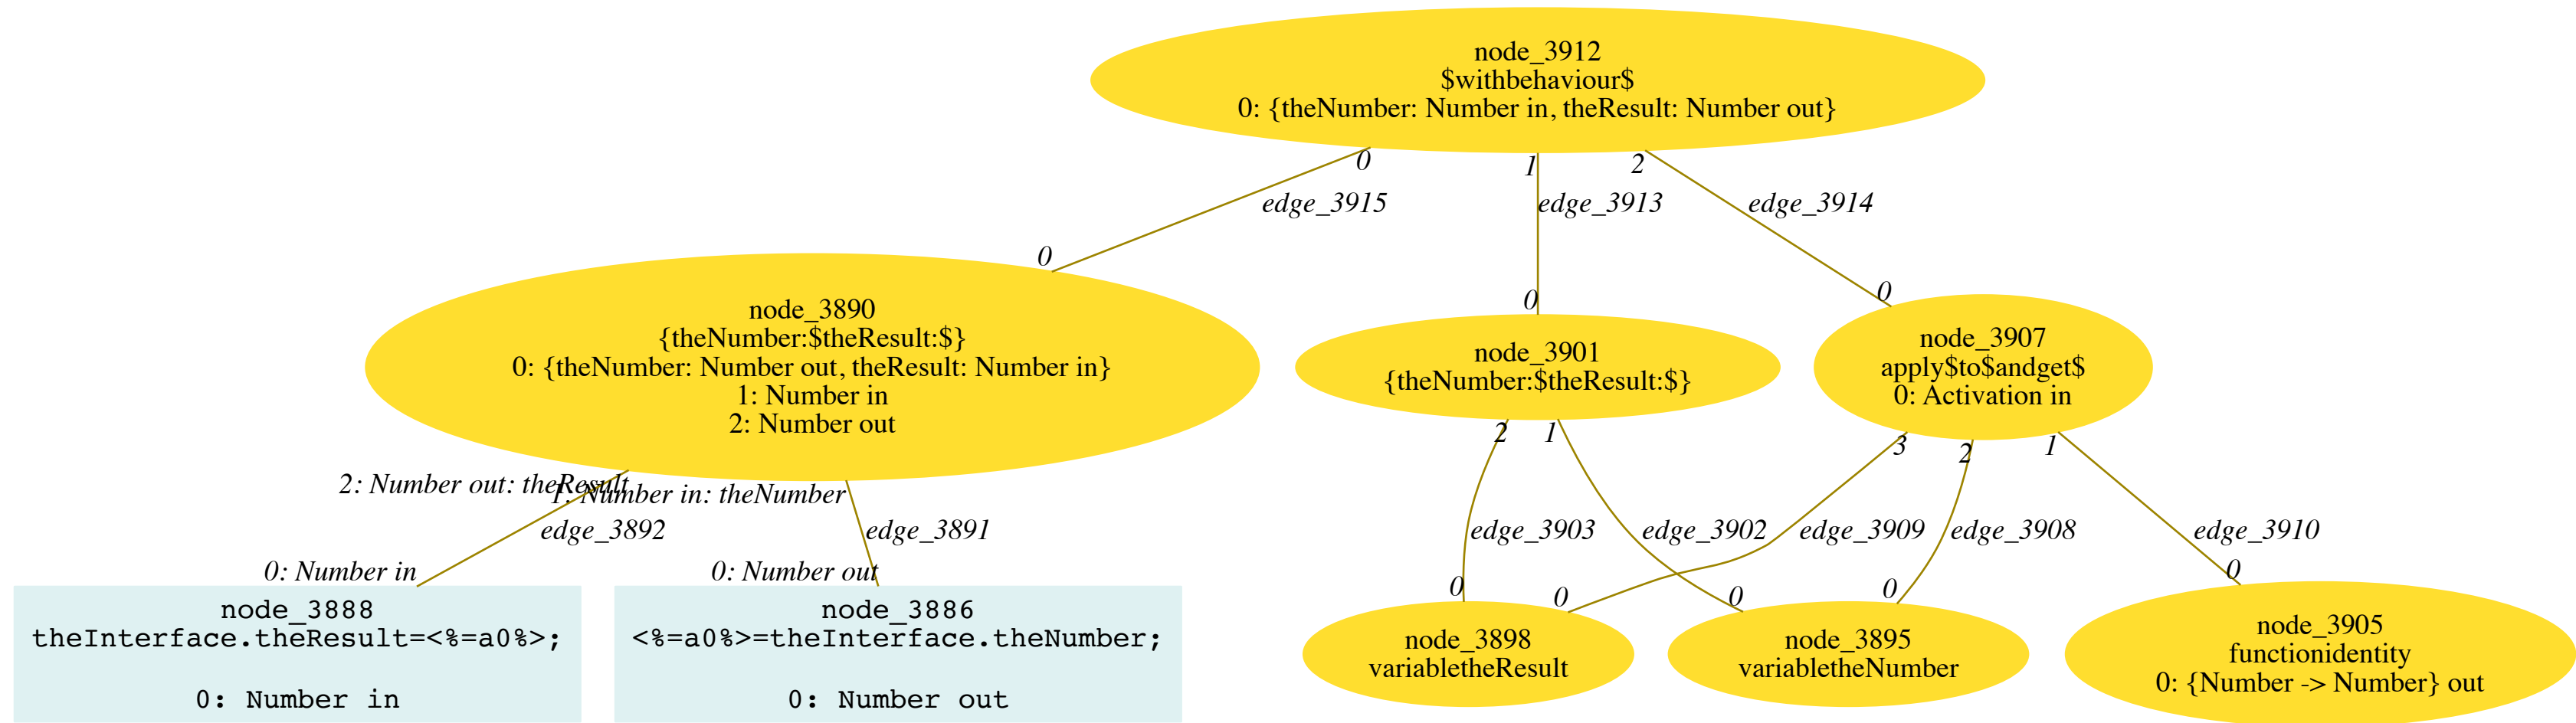 node_3912
$withbehaviour$
0: {theNumber: Number in, theResult: Number out}
0
1
2
edge_3915
edge_3913
edge_3914
0
0
0
node_3890
{theNumber:$theResult:$}
0: {theNumber: Number out, theResult: Number in}
1: Number in
2: Number out
node_3901
{theNumber:$theResult:$}
node_3907
apply$to$andget$
0: Activation in
2: Number out: theResult
1: Number in: theNumber
2
1
3
2
1
edge_3892
edge_3891
edge_3903
edge_3902
edge_3909
edge_3908
edge_3910
0: Number in
0: Number out
0
0
0
0
0
node_3888
theInterface.theResult=<%=a0%>;
0: Number in
node_3886
<%=a0%>=theInterface.theNumber;
0: Number out
node_3898
variabletheResult
node_3895
variabletheNumber
node_3905
functionidentity
0: {Number -> Number} out